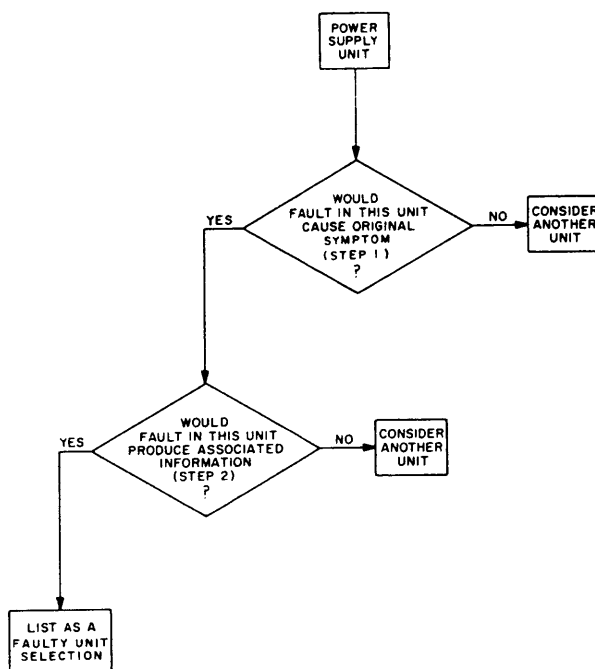 POWER
SUPPLY
UNIT
WOULD
FAULT IN THIS UNIT
CAUSE ORIGINAL
SYMPTOM
(STEP 1)
?
YES
NO
CONSIDER
ANOTHER
UNIT
WOULD
FAULT IN THIS UNIT
PRODUCE ASSOCIATED
INFORMATION
(STEP 2)
?
YES
NO
CONSIDER
ANOTHER
UNIT
LIST AS A
FAULTY UNIT
SELECTION